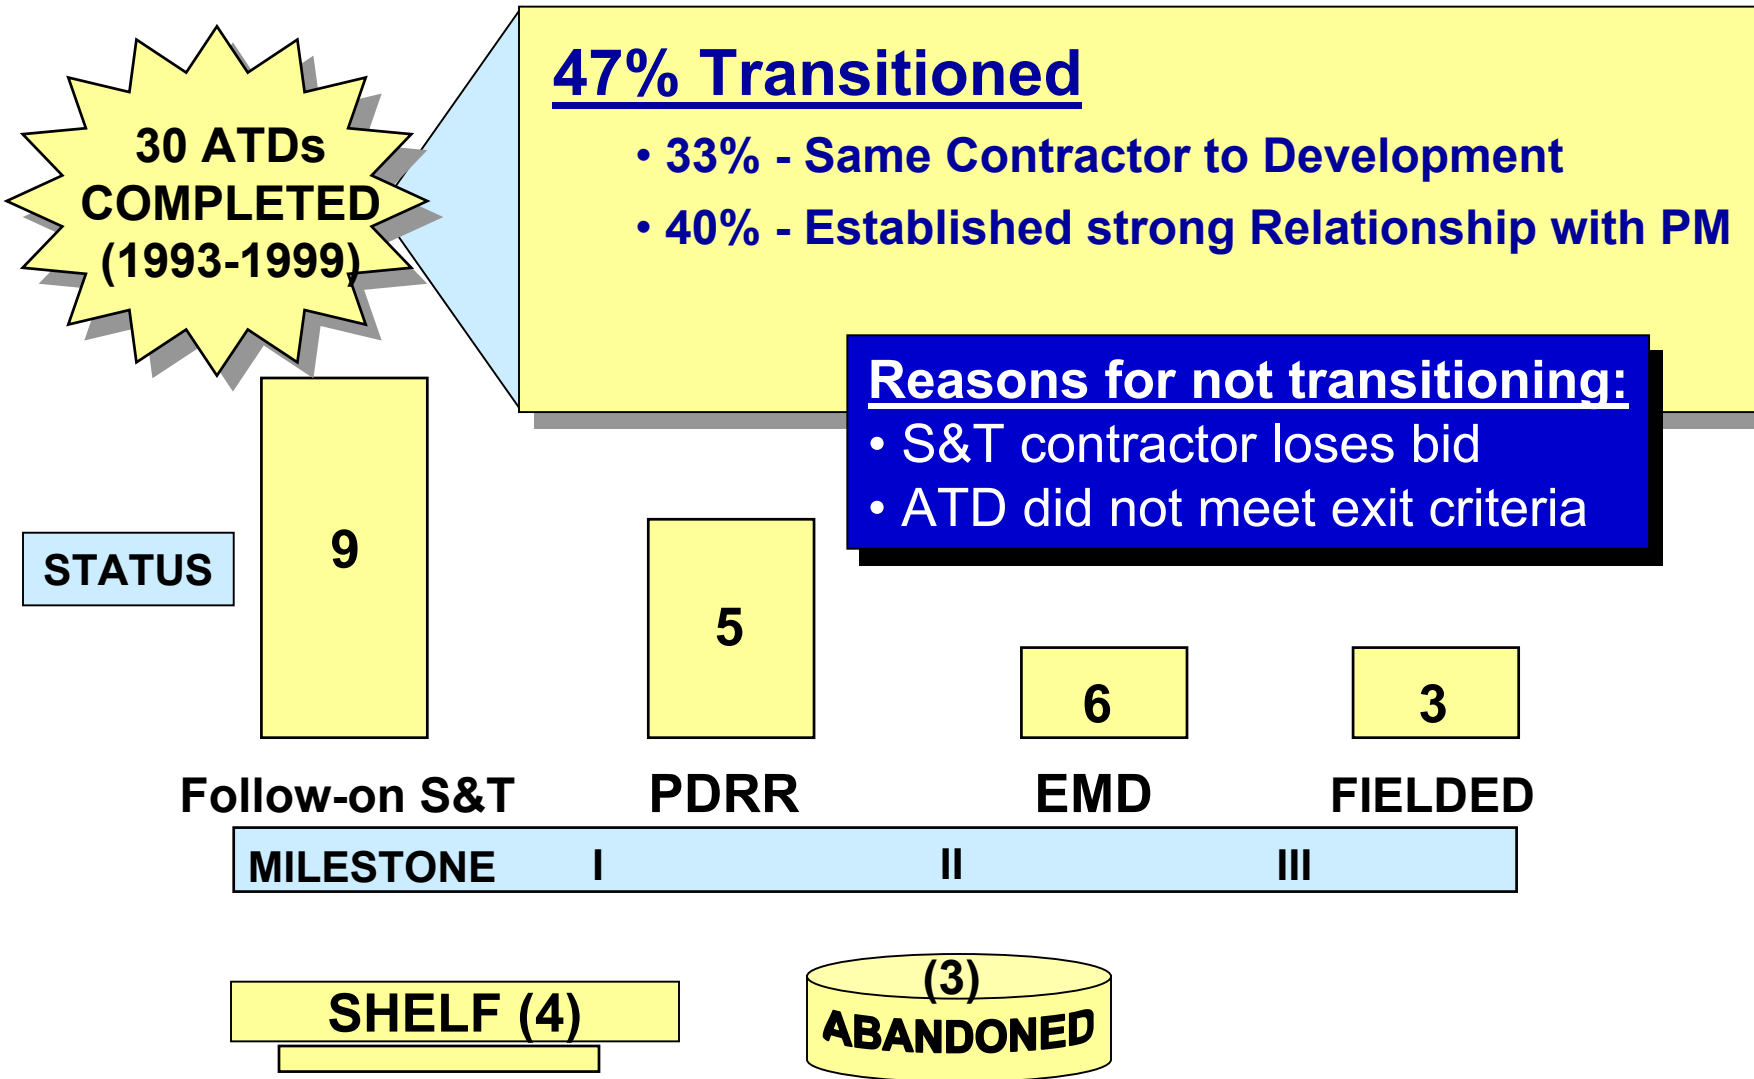 30 ATDs
COMPLETED
(1993-1999)
47% Transitioned
• 33% - Same Contractor to Development
• 40% - Established strong Relationship with PM
Reasons for not transitioning:
• S&T contractor loses bid
• ATD did not meet exit criteria
STATUS
9
5
6
3
Follow-on S&T
PDRR
EMD
FIELDED
MILESTONE
I
II
III
SHELF (4)
(3)
ABANDONED